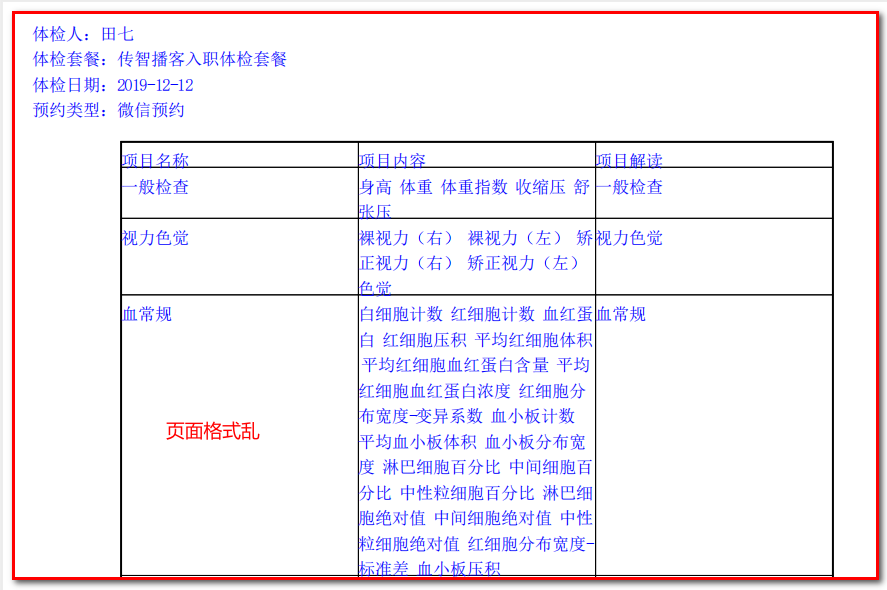 体检人：田七
体检套餐：传智播客入职体检套餐
体检日期：2019-12-12
预约类型：微信预约
项目名称 项目内容 项目解读
一般检查 身高 体重 体重指数 收缩压 舒 一般检查
张压
视力色觉 裸视力（右） 裸视力（左） 矫 视力色觉
正视力（右） 矫正视力（左）
色觉
血常规 白细胞计数 红细胞计数 血红蛋 血常规
白 红细胞压积 平均红细胞体积
平均红细胞血红蛋白含量 平均
红细胞血红蛋白浓度 红细胞分
布宽度-变异系数 血小板计数
页面格式乱
平均血小板体积 血小板分布宽
度 淋巴细胞百分比 中间细胞百
分比 中性粒细胞百分比 淋巴细
胞绝对值 中间细胞绝对值 中性
粒细胞绝对值 红细胞分布宽度-
标准差 血小板压积